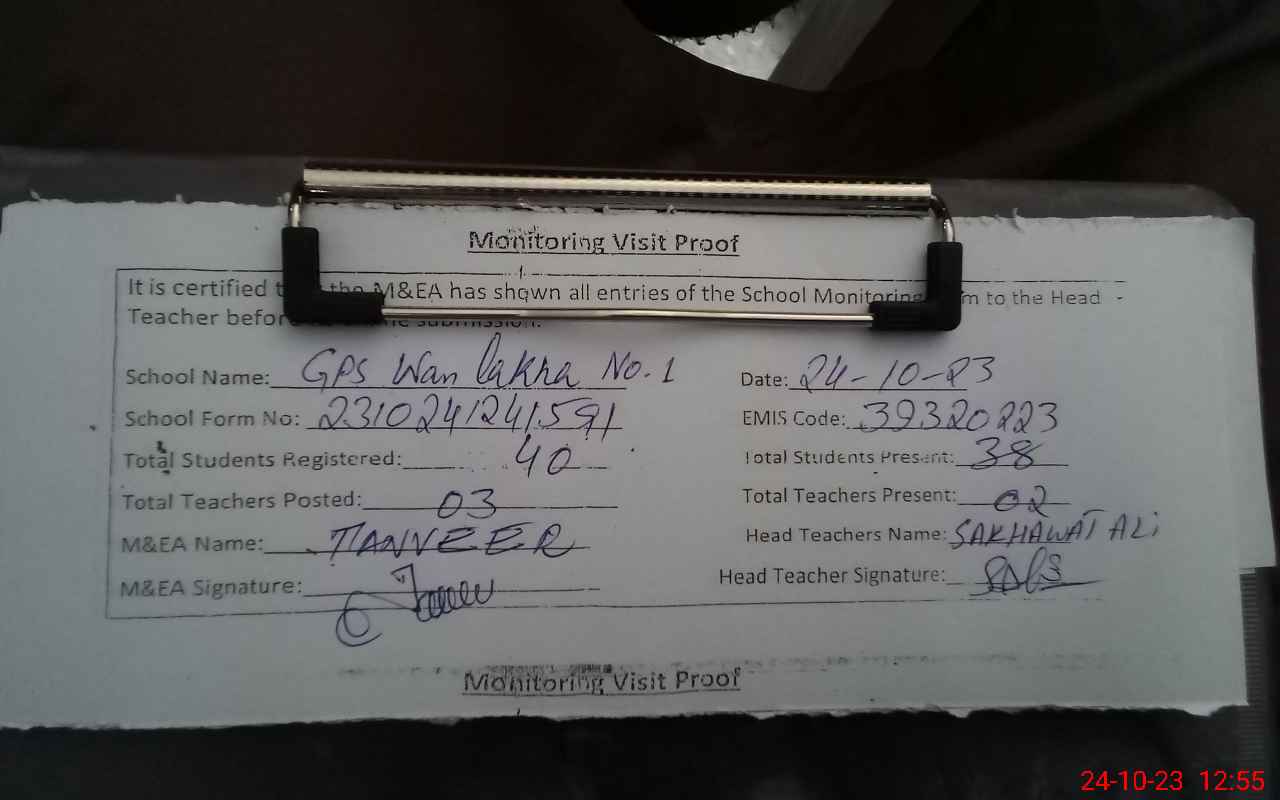 Monitoring Visit Proof
It is certified the M&EA has shown all entries of the School Monitoring to the Head
Teacher before submission.
School Name: GPS Wan lakha No. 1 Date: 24-10-23
School Form No: 2310241241591 EMIS Code: 39320223
Total Students Registered: 40 Total Students Present: 38
Total Teachers Posted: 03 Total Teachers Present: 02
M&EA Name: TANVEER Head Teachers Name: SAKHAWAT ALi
M&EA Signature: Head Teacher Signature:
Monitoring Visit Proof
24-10-23 12:55